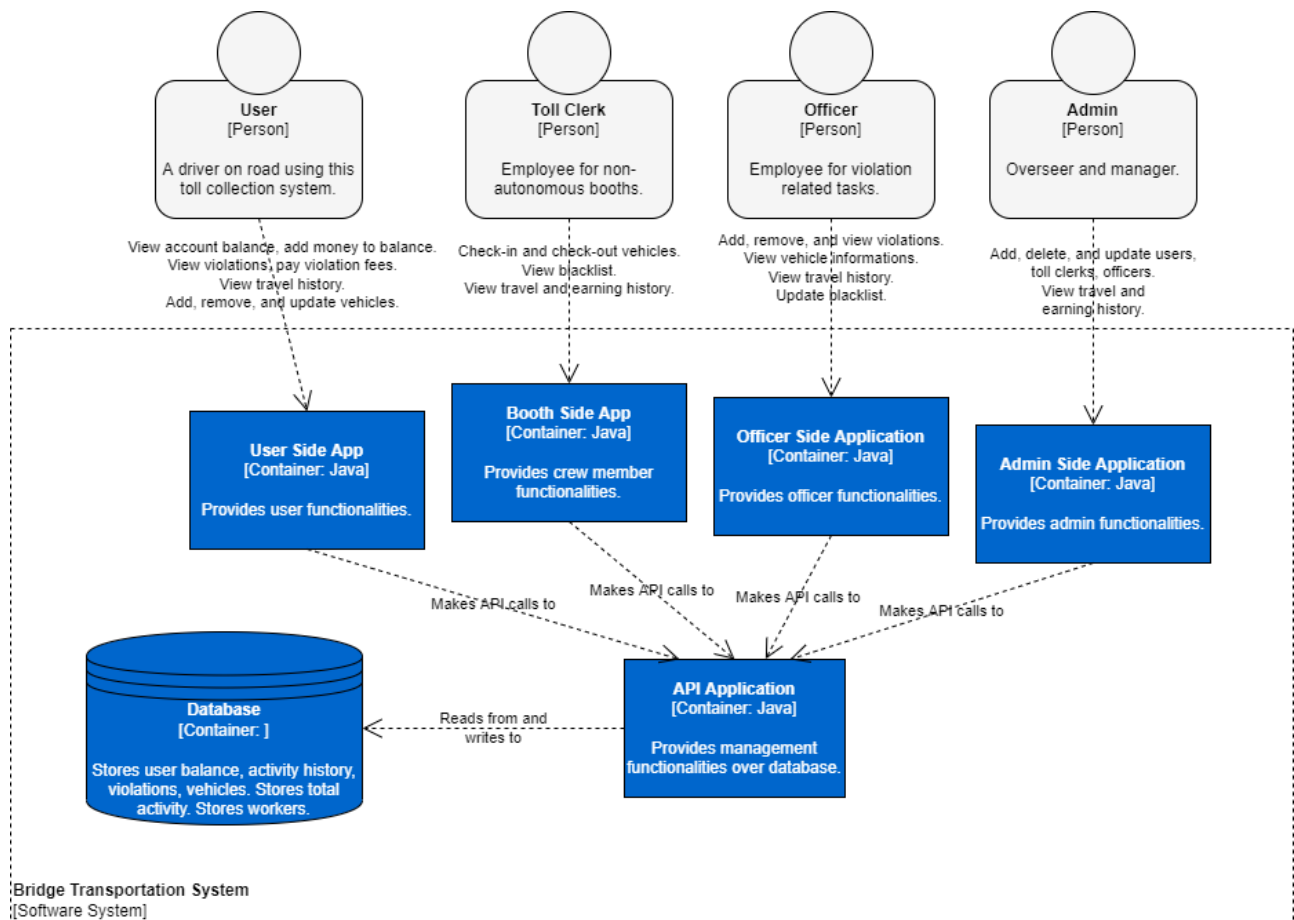 User
[Person]
A driver on road using this
toll collection system.
Toll Clerk
[Person]
Employee for non-
autonomous booths.
Officer
[Person]
Employee for violation
related tasks.
Admin
[Person]
Overseer and manager.
View account balance, add money to balance.
View violations, pay violation fees.
View travel history.
Add, remove, and update vehicles.
Check-in and check-out vehicles.
View blacklist.
View travel and earning history.
Add, remove, and view violations.
View vehicle informations.
View travel history.
Update blacklist.
Add, delete, and update users,
toll clerks, officers.
View travel and
earning history.
User Side App
[Container: Java]
Provides user functionalities.
Booth Side App
[Container: Java]
Provides crew member
functionalities.
Officer Side Application
[Container: Java]
Provides officer functionalities.
Admin Side Application
[Container: Java]
Provides admin functionalities.
Makes API calls to
Makes API calls to
Makes API calls to
Makes API calls to
Database
[Container: ]
Stores user balance, activity history,
violations, vehicles. Stores total
activity. Stores workers.
Reads from and
writes to
API Application
[Container: Java]
Provides management
functionalities over database.
Bridge Transportation System
[Software System]